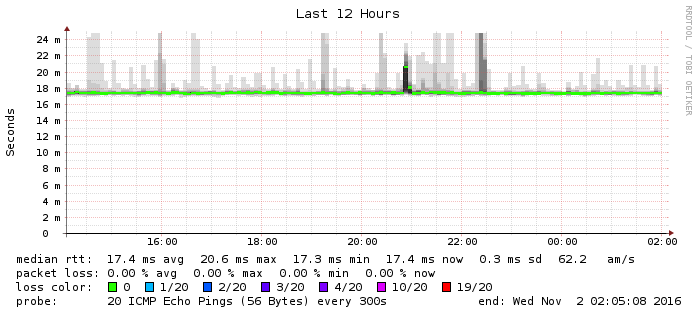 Last 12 Hours
RRDTOOL / TOBI OETIKER
Seconds
24 m
22 m
20 m
18 m
16 m
14 m
12 m
10 m
8 m
6 m
4 m
2 m
0
16:00 18:00 20:00 22:00 00:00 02:00
median rtt: 17.4 ms avg 20.6 ms max 17.3 ms min 17.4 ms now 0.3 ms sd 62.2 am/s
packet loss: 0.00 % avg 0.00 % max 0.00 % min 0.00 % now
loss color: 0 1/20 2/20 3/20 4/20 10/20 19/20
probe: 20 ICMP Echo Pings (56 Bytes) every 300s end: Wed Nov 2 02:05:08 2016